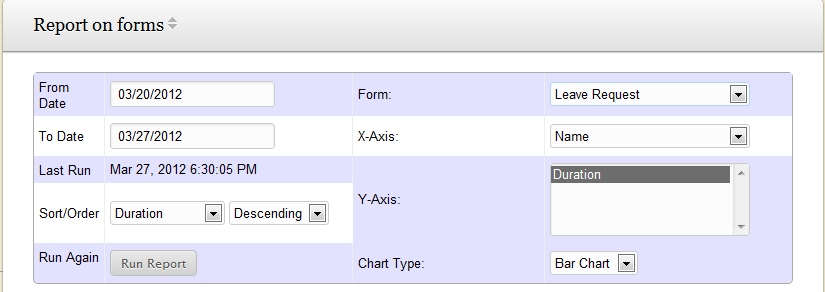 Report on forms
From Date
03/20/2012
Form:
Leave Request
To Date
03/27/2012
X-Axis:
Name
Last Run
Mar 27, 2012 6:30:05 PM
Y-Axis:
Duration
Sort/Order
Duration
Descending
Run Again
Run Report
Chart Type:
Bar Chart